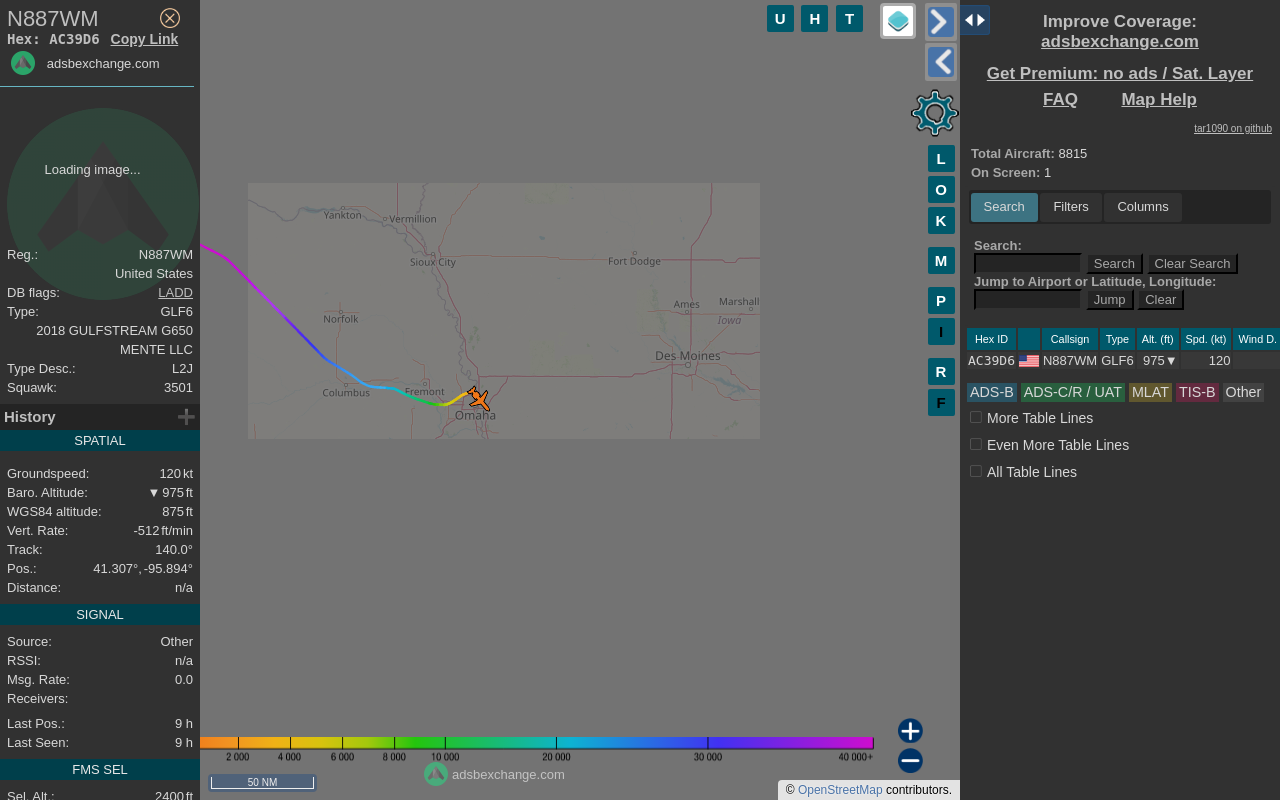 N887WM
Hex: AC39D6 Copy Link
adsbexchange.com
Loading image...
Reg.: N887WM
United States
DB flags: LADD
Type: GLF6
2018 GULFSTREAM G650
MENTE LLC
Type Desc.: L2J
Squawk: 3501
History
SPATIAL
Groundspeed: 120 kt
Baro. Altitude: ▼ 975 ft
WGS84 altitude: 875 ft
Vert. Rate: -512 ft/min
Track: 140.0°
Pos.: 41.307°, -95.894°
Distance: n/a
SIGNAL
Source: Other
RSSI: n/a
Msg. Rate: 0.0
Receivers:
Last Pos.: 9 h
Last Seen: 9 h
FMS SEL
Sel. Alt.: 2400 ft
U H T
L
O
K
M
P
I
R
F
Yankton
Vermillion
Sioux City
Fort Dodge
Ames
Marshall
Iowa
Norfolk
Des Moines
Columbus
Fremont
Omaha
2 000 4 000 6 000 8 000 10 000 20 000 30 000 40 000+
adsbexchange.com
50 NM
© OpenStreetMap contributors.
Improve Coverage:
adsbexchange.com
Get Premium: no ads / Sat. Layer
FAQ Map Help
tar1090 on github
Total Aircraft: 8815
On Screen: 1
Search Filters Columns
Search:
Search Clear Search
Jump to Airport or Latitude, Longitude:
Jump Clear
Hex ID Callsign Type Alt. (ft) Spd. (kt) Wind D.
AC39D6 N887WM GLF6 975▼ 120
ADS-B ADS-C/R / UAT MLAT TIS-B Other
More Table Lines
Even More Table Lines
All Table Lines